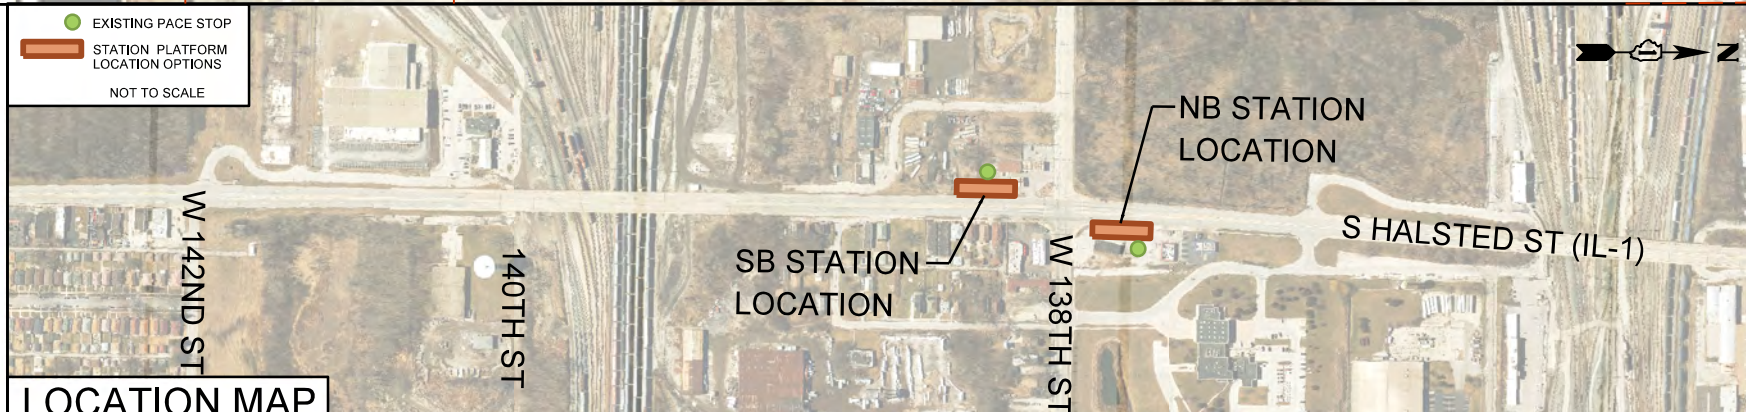 EXISTING PACE STOP
STATION PLATFORM
LOCATION OPTIONS
NOT TO SCALE
N
NB STATION
LOCATION
S HALSTED ST (IL-1)
SB STATION
LOCATION
W 142ND ST
140TH ST
W 138TH ST
LOCATION MAP